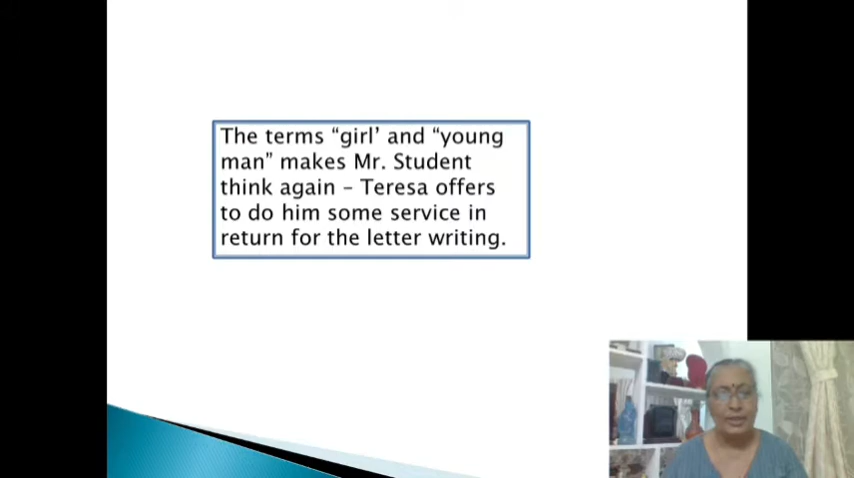 The terms “girl’ and “young
man” makes Mr. Student
think again – Teresa offers
to do him some service in
return for the letter writing.